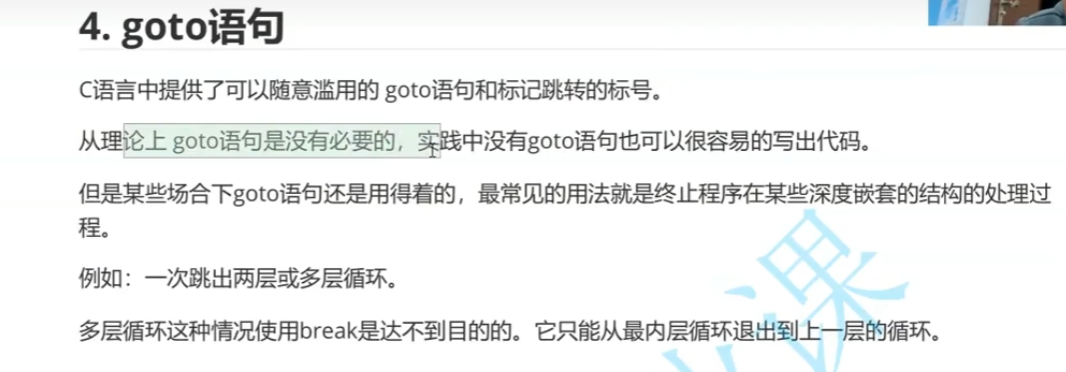 4. goto语句
C语言中提供了可以随意滥用的 goto语句和标记跳转的标号。
从理论上 goto语句是没有必要的，实践中没有goto语句也可以很容易的写出代码。
但是某些场合下goto语句还是用得着的，最常见的用法就是终止程序在某些深度嵌套的结构的处理过
程。
例如：一次跳出两层或多层循环。
多层循环这种情况使用break是达不到目的的。它只能从最内层循环退出到上一层的循环。
课